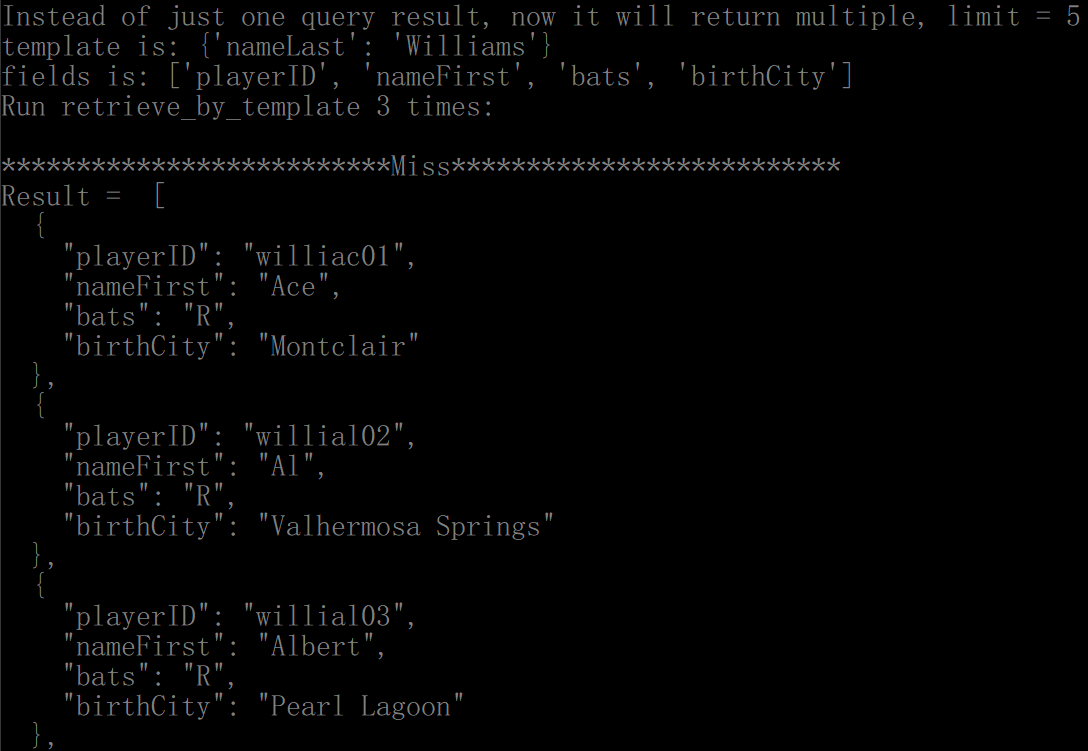 Instead of just one query result, now it will return multiple, limit = 5
template is: {'nameLast': 'Williams'}
fields is: ['playerID', 'nameFirst', 'bats', 'birthCity']
Run retrieve_by_template 3 times:
**************************Miss**************************
Result =  [
  {
    "playerID": "williac01",
    "nameFirst": "Ace",
    "bats": "R",
    "birthCity": "Montclair"
  },
  {
    "playerID": "willial02",
    "nameFirst": "Al",
    "bats": "R",
    "birthCity": "Valhermosa Springs"
  },
  {
    "playerID": "willial03",
    "nameFirst": "Albert",
    "bats": "R",
    "birthCity": "Pearl Lagoon"
  },